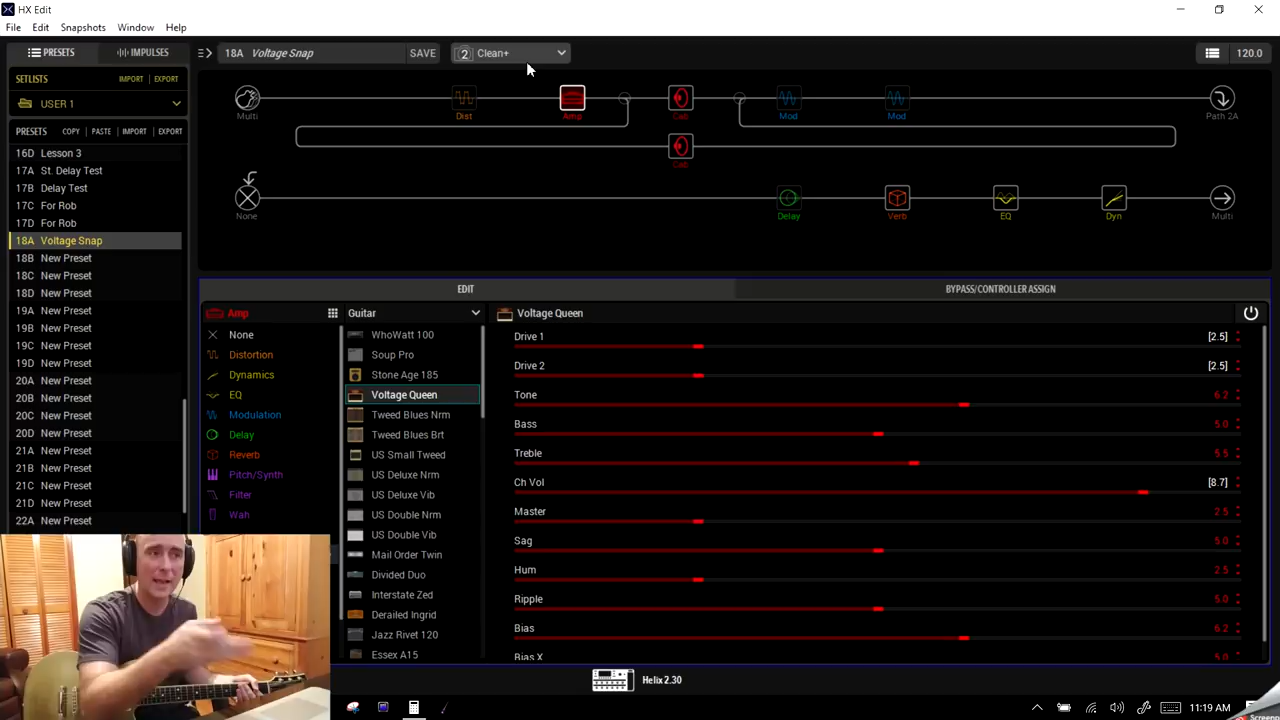 HX Edit
File Edit Snapshots Window Help
PRESETS IMPULSES 18A Voltage Snap SAVE 2 Clean+ 120.0
SETLISTS IMPORT EXPORT
USER 1
PRESETS COPY PASTE IMPORT EXPORT
16D Lesson 3
17A St. Delay Test
17B Delay Test
17C For Rob
17D For Rob
18A Voltage Snap
18B New Preset
18C New Preset
18D New Preset
19A New Preset
19B New Preset
19C New Preset
19D New Preset
20A New Preset
20B New Preset
20C New Preset
20D New Preset
21A New Preset
21B New Preset
21C New Preset
21D New Preset
22A New Preset
Multi Dist Amp Cab Mod Mod Path 2A
Cab
None Delay Verb EQ Dyn Multi
EDIT BYPASS/CONTROLLER ASSIGN
Amp
None
Distortion
Dynamics
EQ
Modulation
Delay
Reverb
Pitch/Synth
Filter
Wah
Guitar
WhoWatt 100
Soup Pro
Stone Age 185
Voltage Queen
Tweed Blues Nrm
Tweed Blues Brt
US Small Tweed
US Deluxe Nrm
US Deluxe Vib
US Double Nrm
US Double Vib
Mail Order Twin
Divided Duo
Interstate Zed
Derailed Ingrid
Jazz Rivet 120
Essex A15
Voltage Queen
Drive 1 [2.5]
Drive 2 [2.5]
Tone 6.2
Bass 5.0
Treble 5.5
Ch Vol [8.7]
Master 2.5
Sag 5.0
Hum 2.5
Ripple 5.0
Bias 6.2
Bias X 5.0
Helix 2.30
11:19 AM